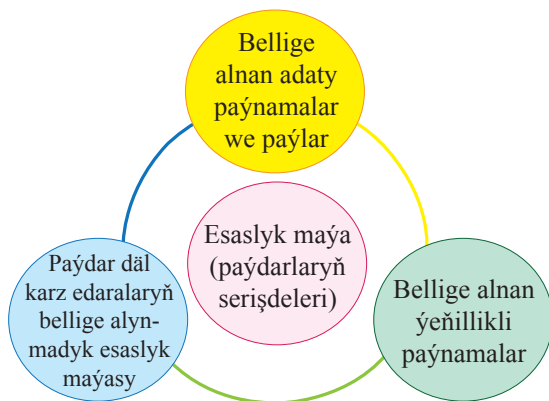 Bellige
alnan adaty
paýnamalar
we paýlar
Esaslyk maýa
(paýdarlaryň
serişdeleri)
Paýdar däl
karz edaralaryň
bellige alyn-
madyk esaslyk
maýasy
Bellige alnan
ýeňillikli
paýnamalar